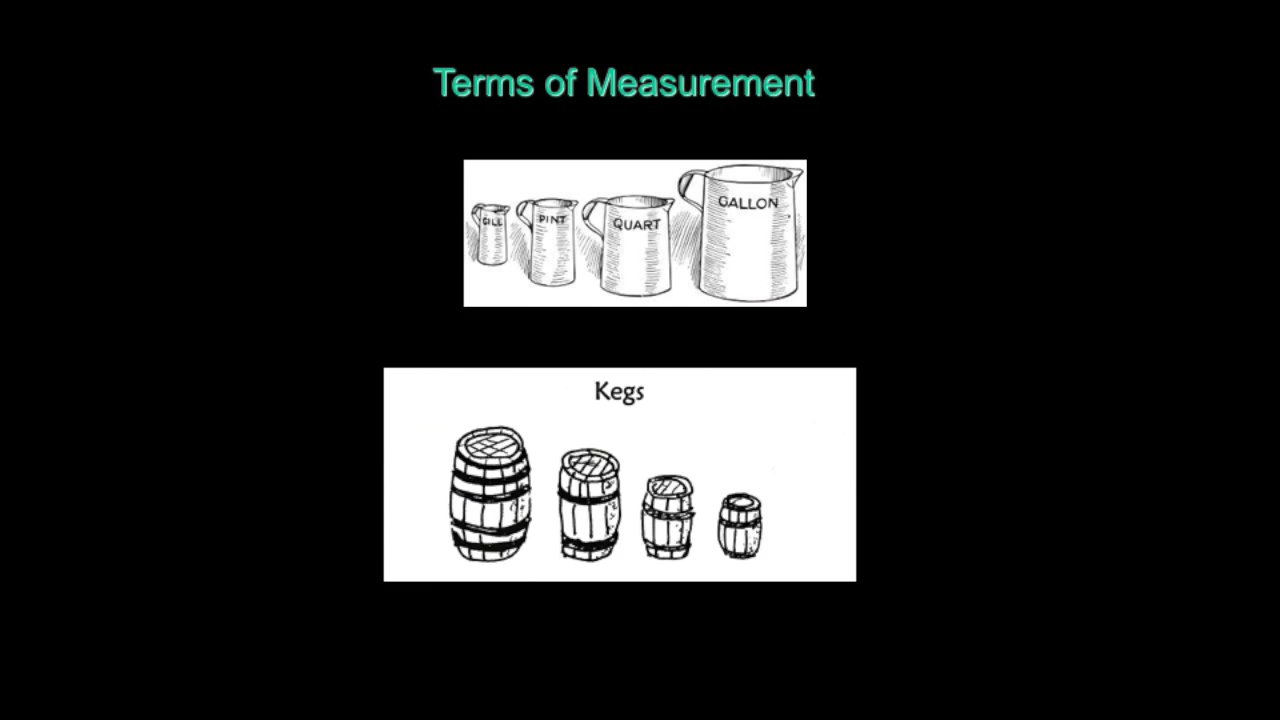 Terms of Measurement
GILL
PINT
QUART
GALLON
Kegs